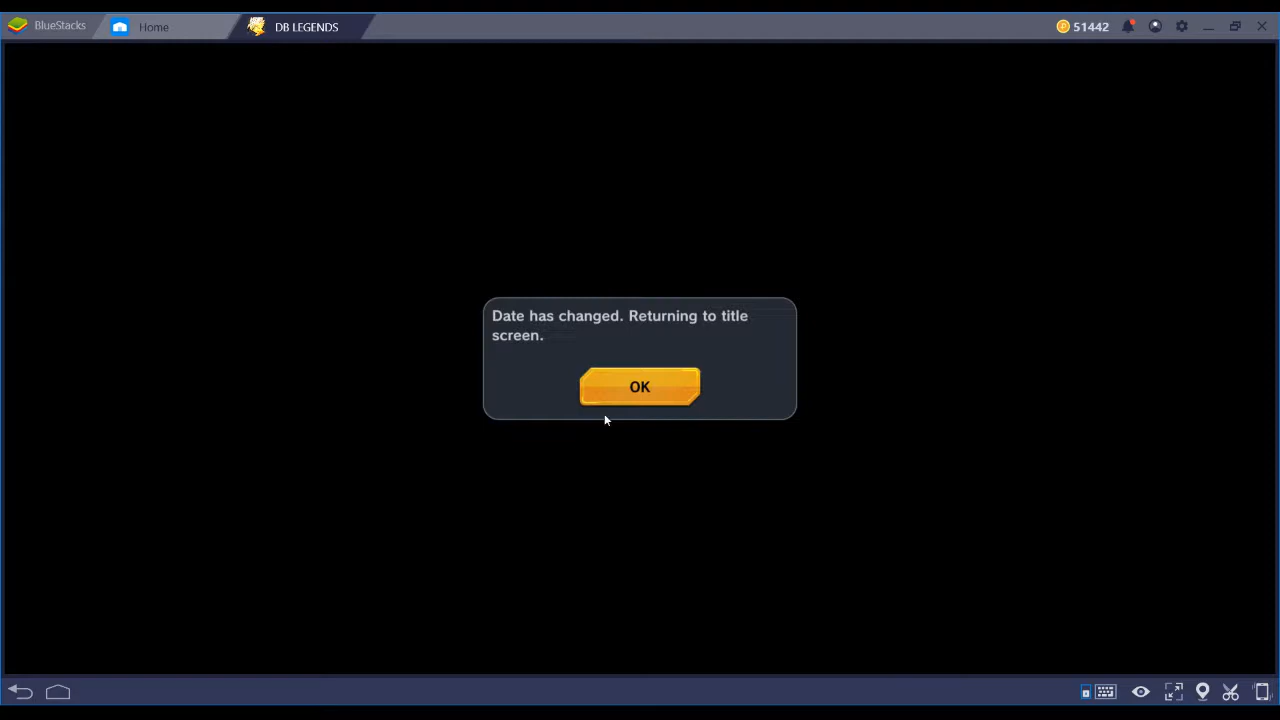 BlueStacks
Home
DB LEGENDS
51442
Date has changed. Returning to title
screen.
OK